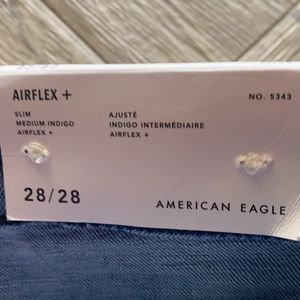 AIRFLEX +
NO. 5343
SLIM
MEDIUM INDIGO
AIRFLEX +
AJUSTÉ
INDIGO INTERMÉDIAIRE
AIRFLEX +
28/28
AMERICAN EAGLE